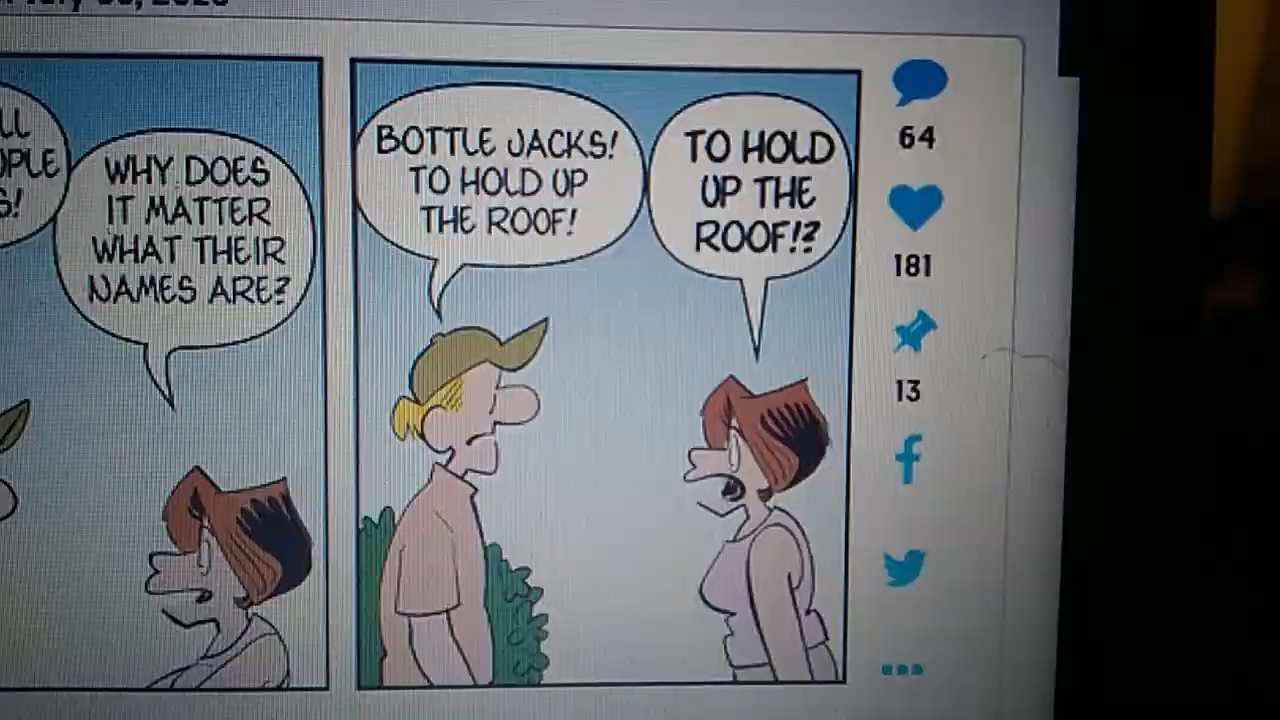 WHY DOES
IT MATTER
WHAT THEIR
NAMES ARE?
BOTTLE JACKS!
TO HOLD UP
THE ROOF!
TO HOLD
UP THE
ROOF!?
64
181
13